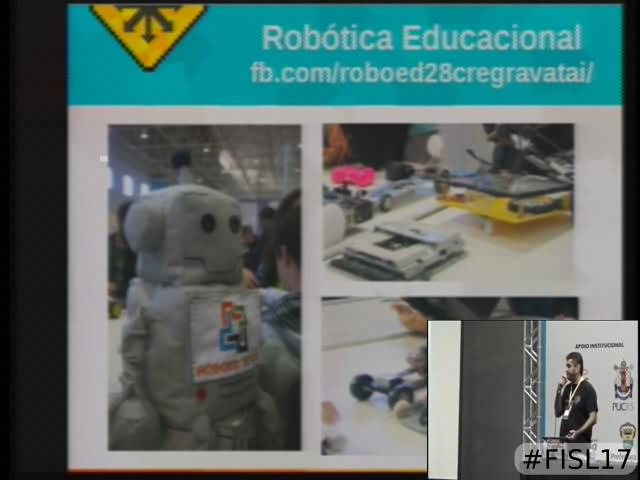 Robótica Educacional
fb.com/roboed28cregravatai/
APOIO INSTITUCIONAL
PUCRS
#FISL17